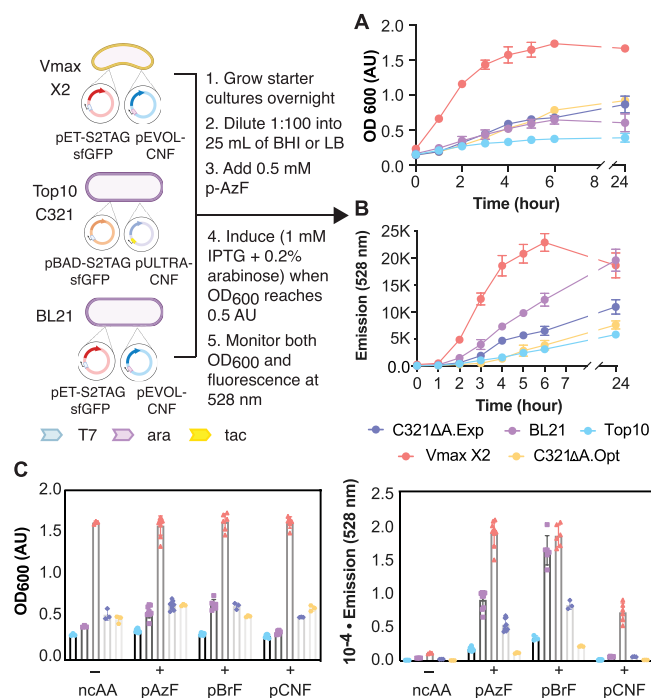 Vmax
X2
pET-S2TAG pEVOL-
sfGFP CNF
Top10
C321
pBAD-S2TAG pULTRA-
sfGFP CNF
BL21
pET-S2TAG pEVOL-
sfGFP CNF
T7 ara tac
1. Grow starter
cultures overnight
2. Dilute 1:100 into
25 mL of BHI or LB
3. Add 0.5 mM
p-AzF
4. Induce (1 mM
IPTG + 0.2%
arabinose) when
OD600 reaches
0.5 AU
5. Monitor both
OD600 and
fluorescence at
528 nm
A
OD 600 (AU)
2.0
1.5
1.0
0.5
0.0
0 2 4 6 8 24
Time (hour)
B
Emission (528 nm)
25K
20K
15K
10K
5K
0.0
0 1 2 3 4 5 6 7 24
Time (hour)
C321ΔA.Exp BL21 Top10
Vmax X2 C321ΔA.Opt
C
OD600 (AU)
2.0
1.5
1.0
0.5
0.0
− + + +
ncAA pAzF pBrF pCNF
10-4 • Emission (528 nm)
2.5
2.0
1.5
1.0
0.5
0.0
− + + +
ncAA pAzF pBrF pCNF